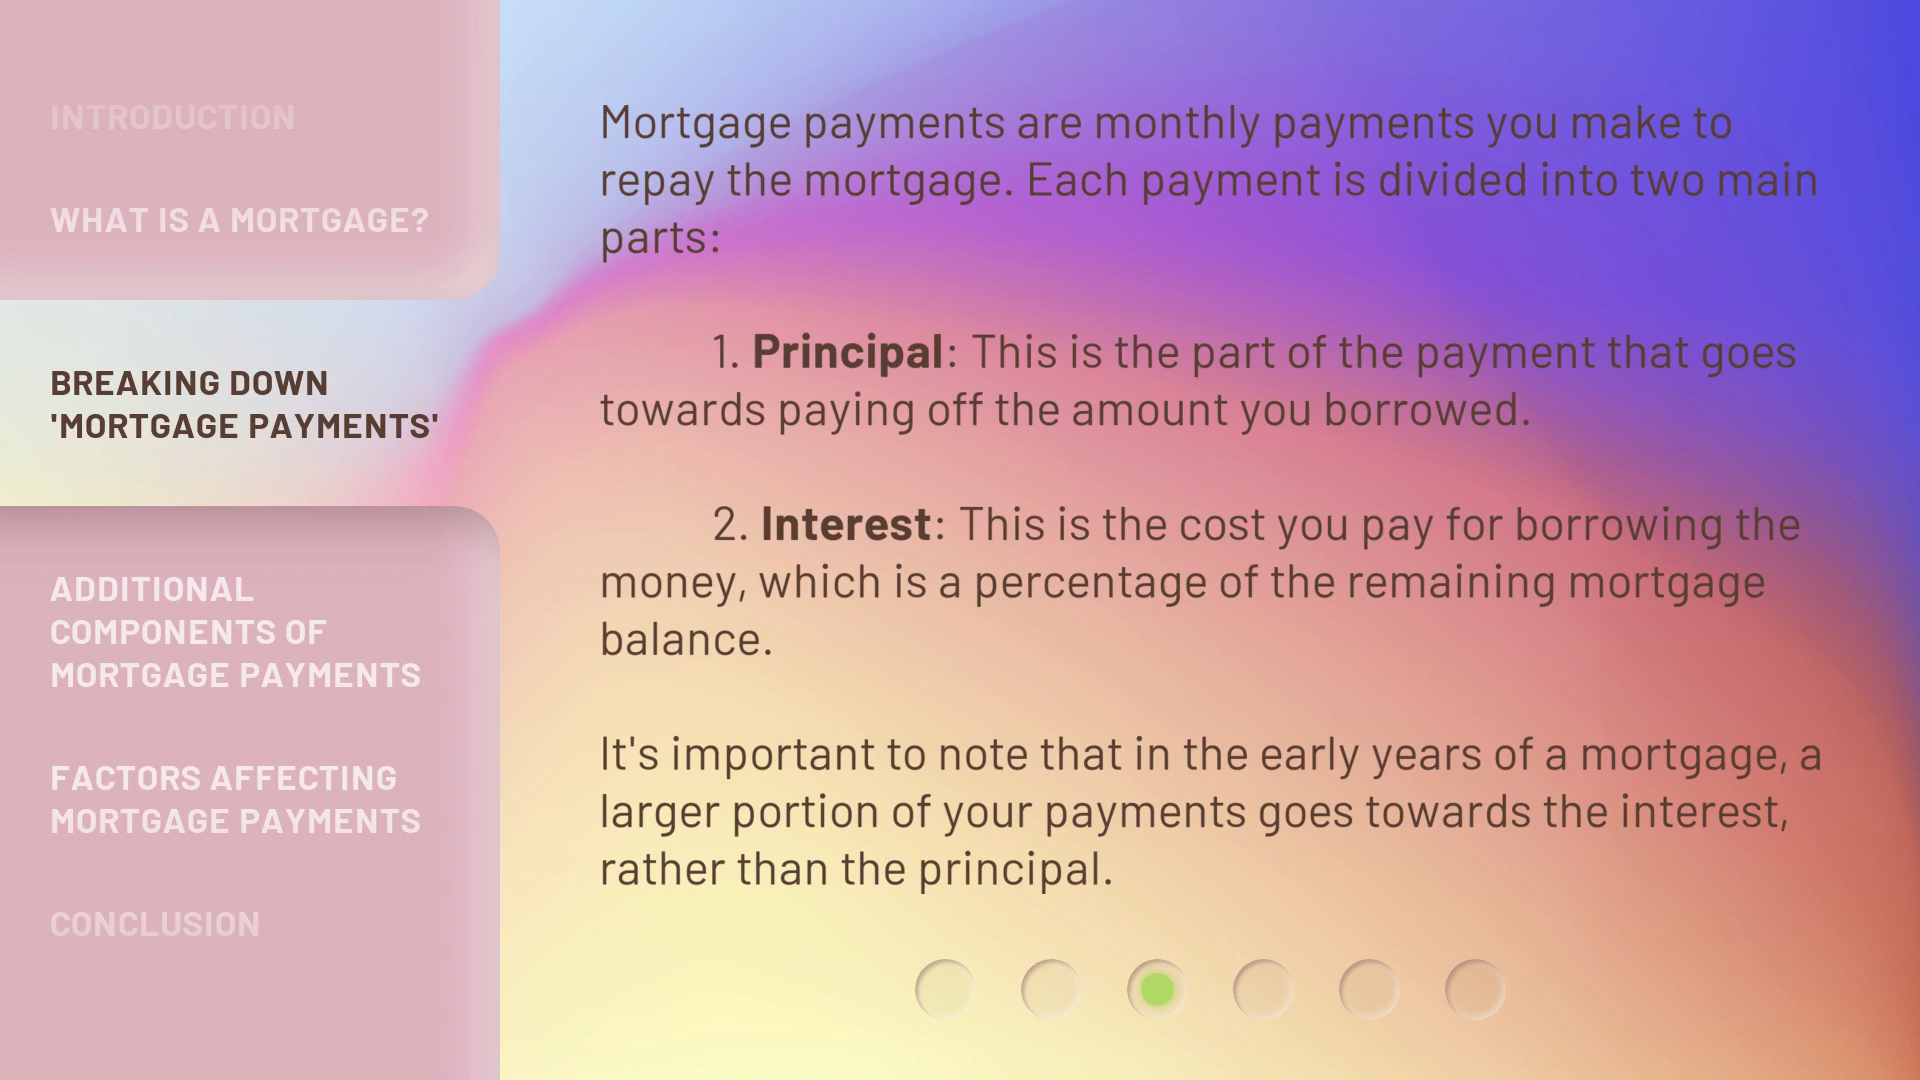 INTRODUCTION
WHAT IS A MORTGAGE?
BREAKING DOWN
'MORTGAGE PAYMENTS'
ADDITIONAL
COMPONENTS OF
MORTGAGE PAYMENTS
FACTORS AFFECTING
MORTGAGE PAYMENTS
CONCLUSION
Mortgage payments are monthly payments you make to
repay the mortgage. Each payment is divided into two main
parts:
1. Principal: This is the part of the payment that goes
towards paying off the amount you borrowed.
2. Interest: This is the cost you pay for borrowing the
money, which is a percentage of the remaining mortgage
balance.
It's important to note that in the early years of a mortgage, a
larger portion of your payments goes towards the interest,
rather than the principal.